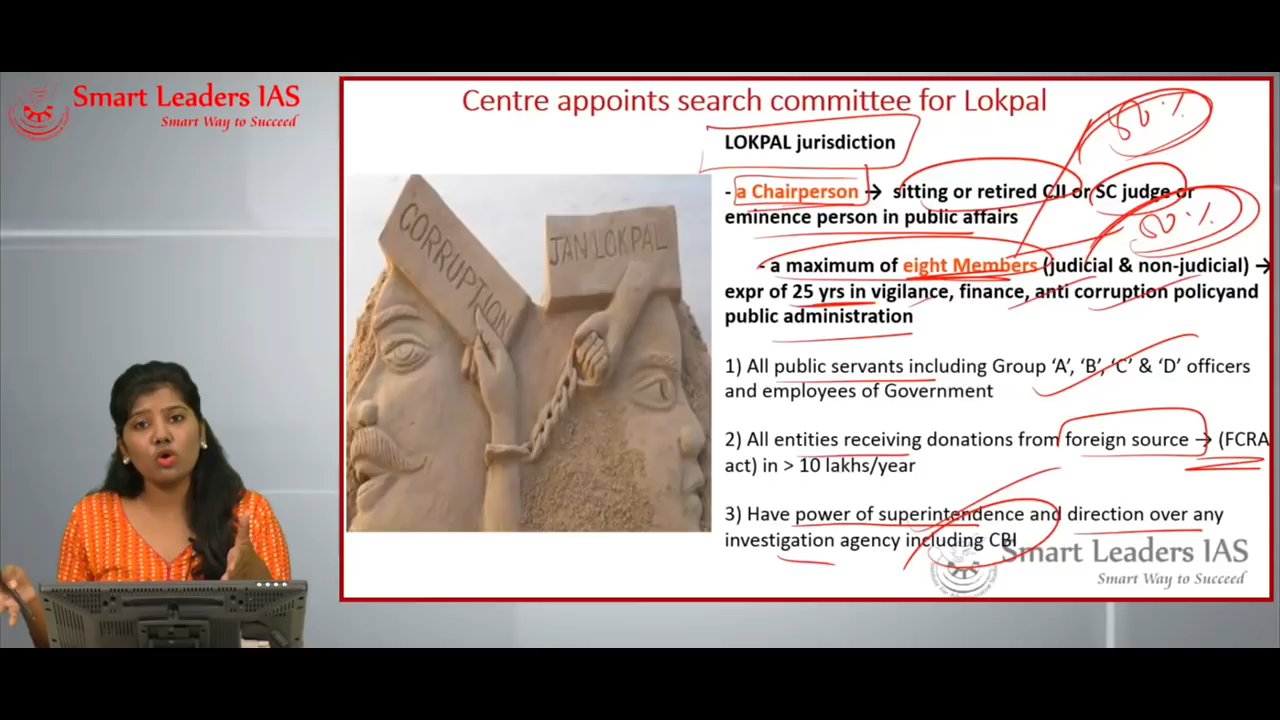 Smart Leaders IAS
Smart Way to Succeed
Centre appoints search committee for Lokpal
LOKPAL jurisdiction
- a Chairperson → sitting or retired CJI or SC judge or
eminence person in public affairs
- a maximum of eight Members (judicial & non-judicial) →
expr of 25 yrs in vigilance, finance, anti corruption policyand
public administration
1) All public servants including Group ‘A’, ‘B’, ‘C’ & ‘D’ officers
and employees of Government
2) All entities receiving donations from foreign source → (FCRA
act) in > 10 lakhs/year
3) Have power of superintendence and direction over any
investigation agency including CBI
CORRUPTION
JAN LOKPAL
50%
Smart Leaders IAS
Smart Way to Succeed